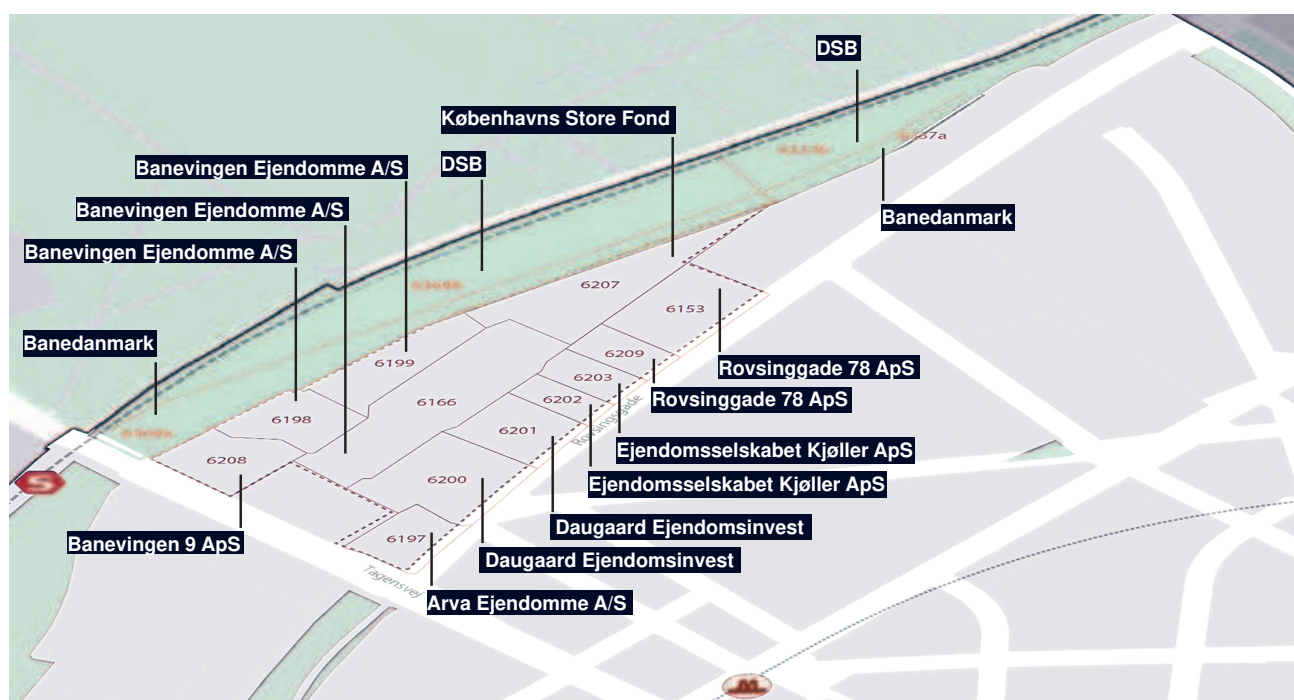 DSB
Københavns Store Fond
Banevingen Ejendomme A/S
DSB
Banevingen Ejendomme A/S
Banedanmark
Banevingen Ejendomme A/S
6207
6153
Banedanmark
6199
6209
Rovsinggade 78 ApS
6203
Rovsinggade 78 ApS
6198
6166
6202
6201
Rovsingsgade
Ejendomsselskabet Kjøller ApS
6208
6200
Ejendomsselskabet Kjøller ApS
S
Daugaard Ejendomsinvest
Banevingen 9 ApS
6197
Daugaard Ejendomsinvest
Tagensvej
Arva Ejendomme A/S
M